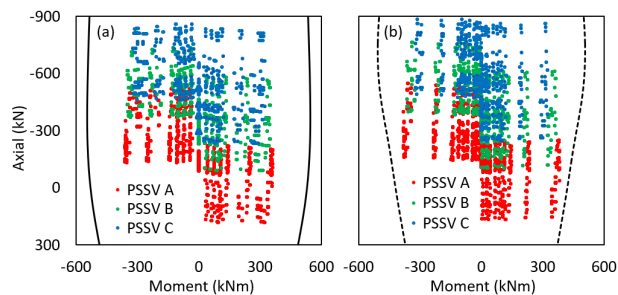 -900
-600
-300
0
300
Axial (kN)
(a)
PSSV A
PSSV B
PSSV C
-600 -300 0 300 600
Moment (kNm)
(b)
PSSV A
PSSV B
PSSV C
-600 -300 0 300 600
Moment (kNm)